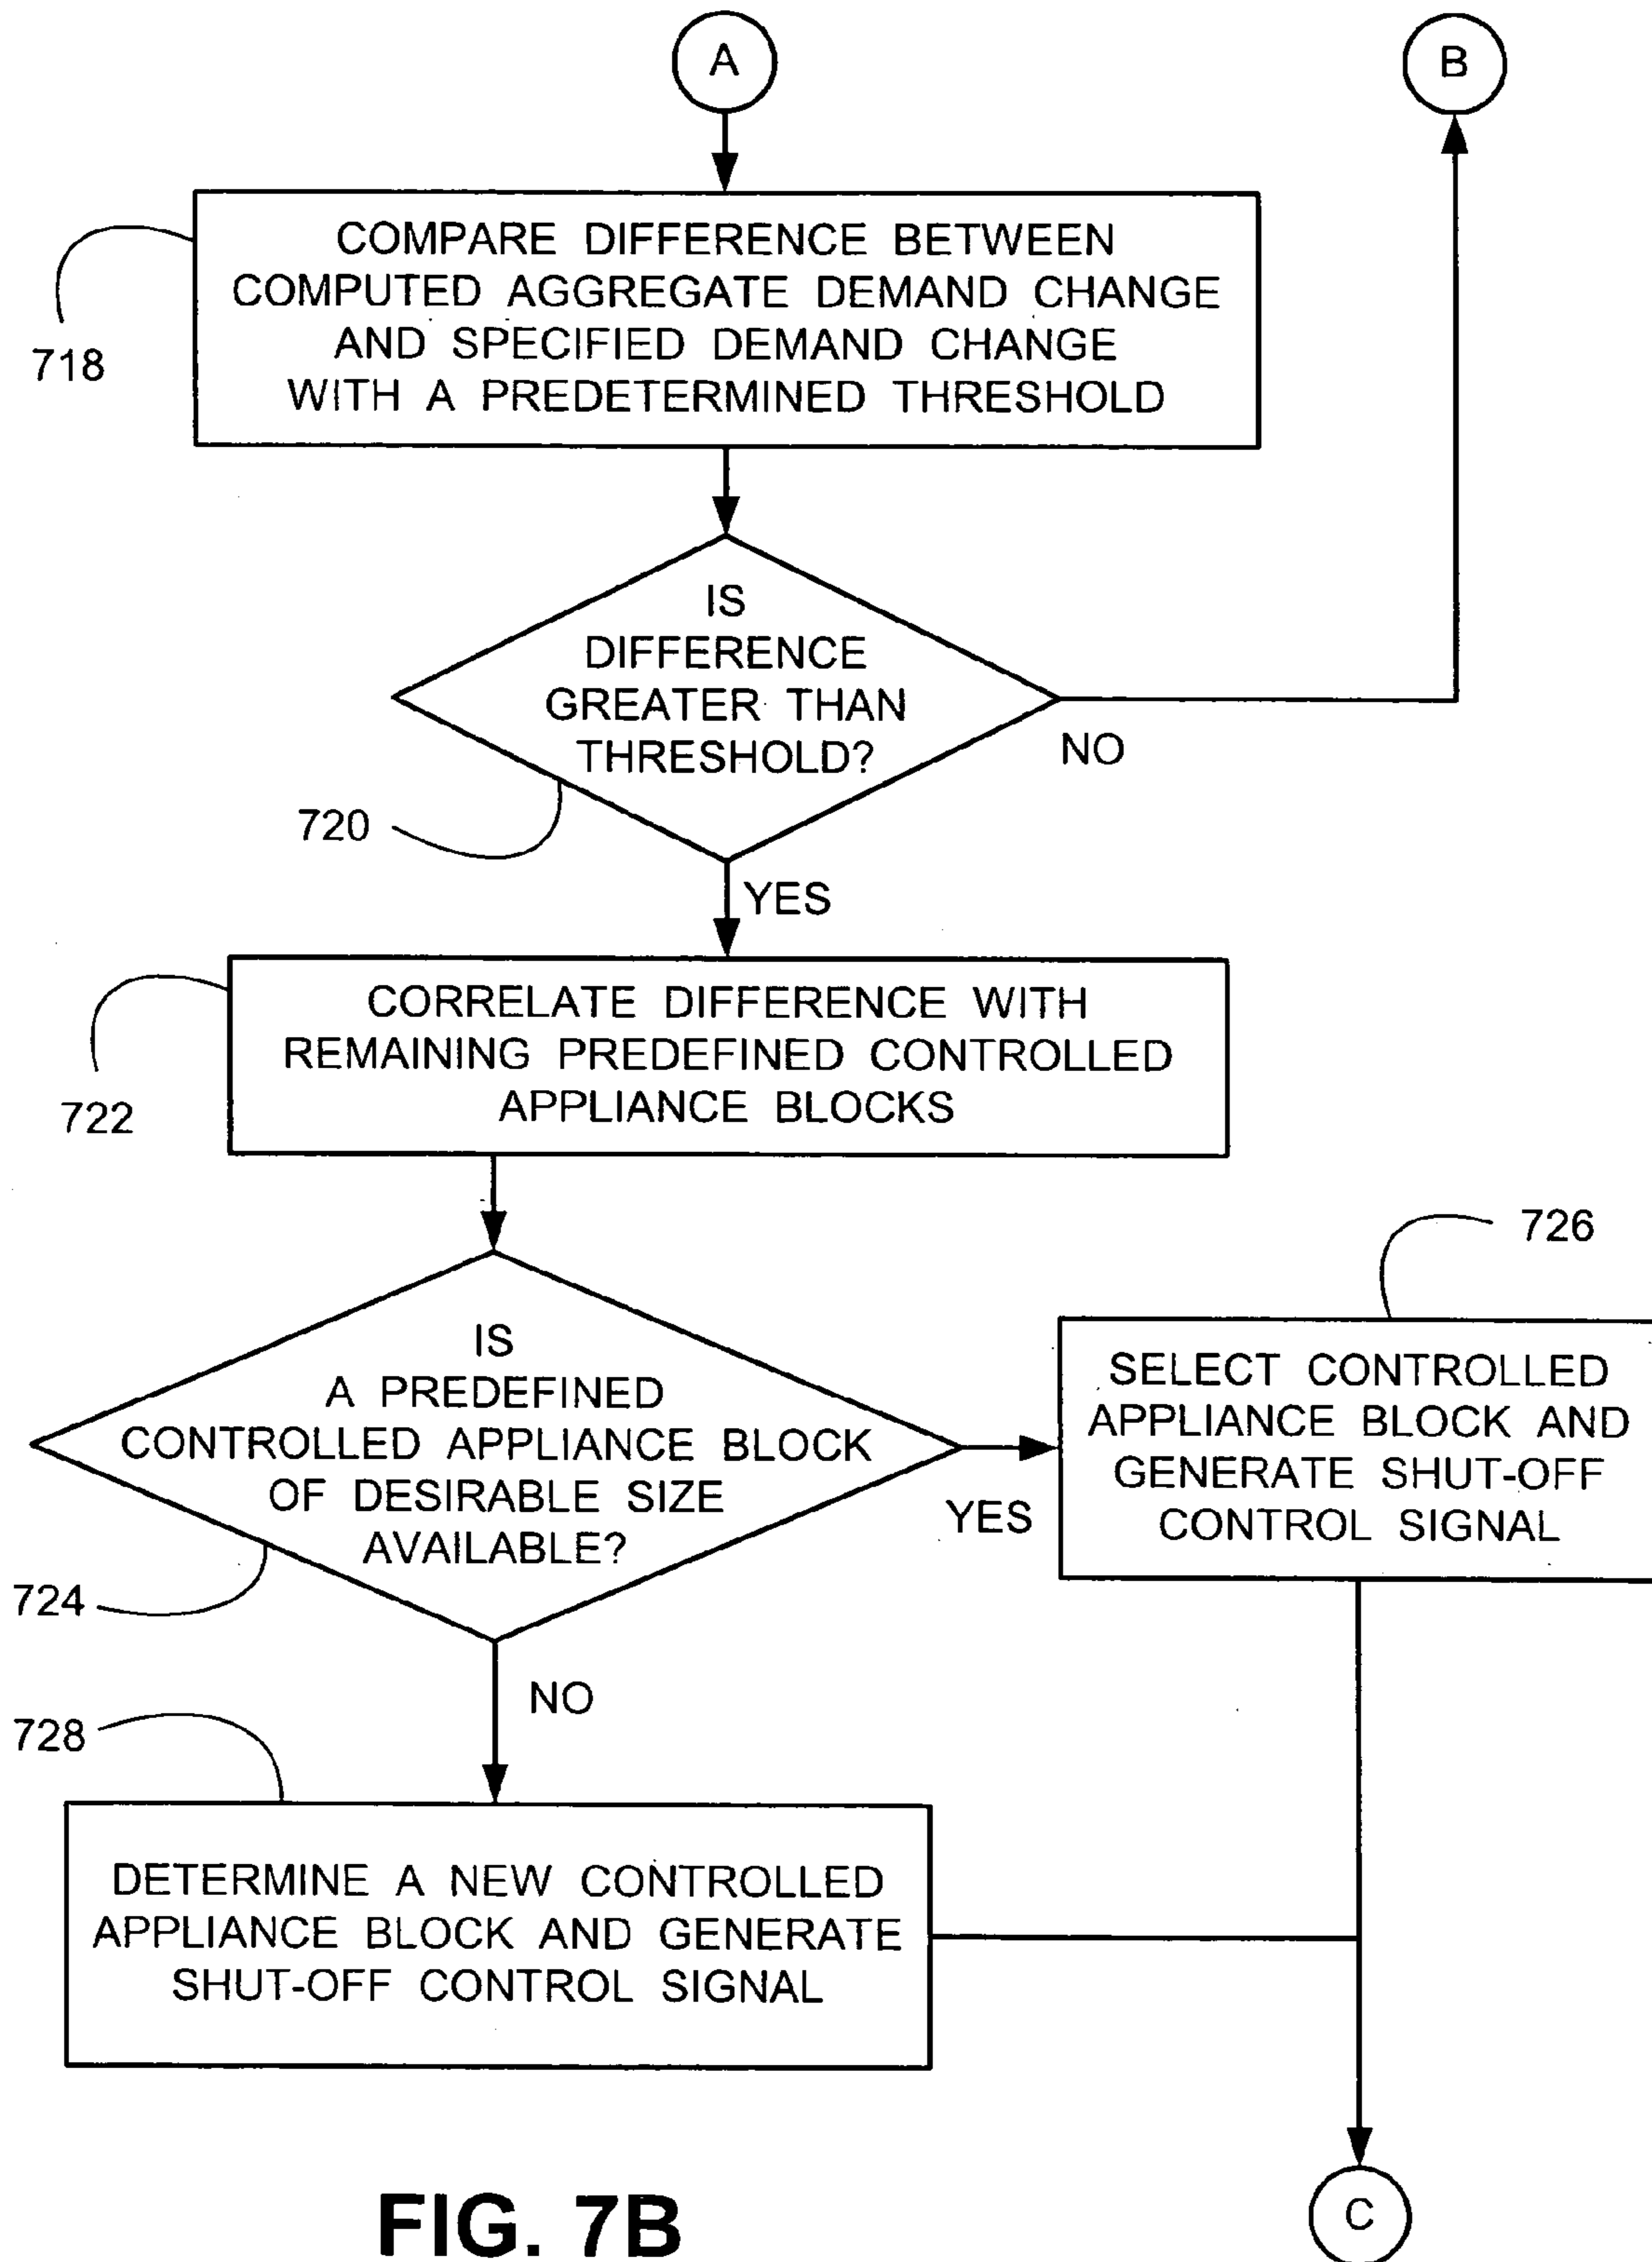 A
B
COMPARE DIFFERENCE BETWEEN
COMPUTED AGGREGATE DEMAND CHANGE
AND SPECIFIED DEMAND CHANGE
WITH A PREDETERMINED THRESHOLD
718
IS
DIFFERENCE
GREATER THAN
THRESHOLD?
NO
720
YES
CORRELATE DIFFERENCE WITH
REMAINING PREDEFINED CONTROLLED
APPLIANCE BLOCKS
722
726
IS
A PREDEFINED
CONTROLLED APPLIANCE BLOCK
OF DESIRABLE SIZE
AVAILABLE?
YES
SELECT CONTROLLED
APPLIANCE BLOCK AND
GENERATE SHUT-OFF
CONTROL SIGNAL
724
NO
728
DETERMINE A NEW CONTROLLED
APPLIANCE BLOCK AND GENERATE
SHUT-OFF CONTROL SIGNAL
C
FIG. 7B